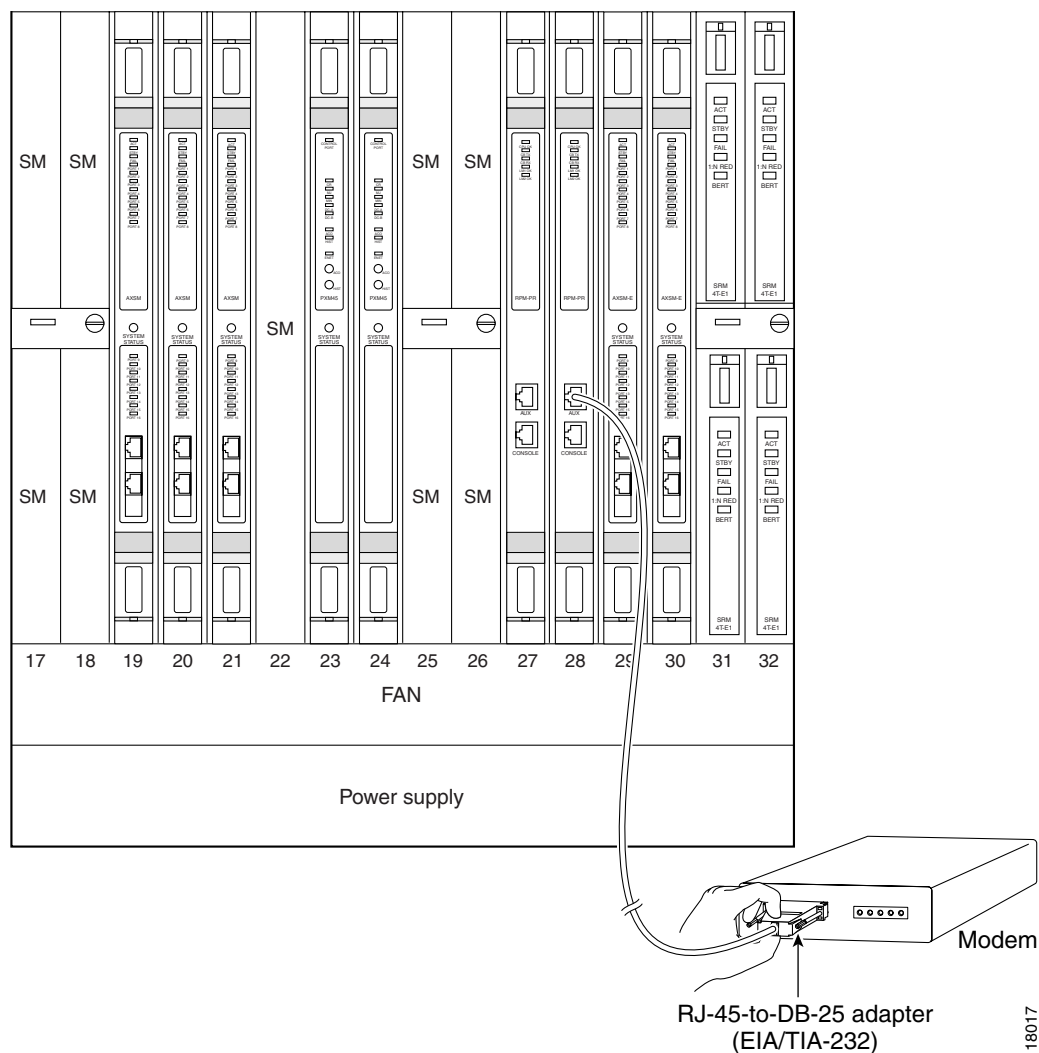 SM
SM
SM
SM
ACT
STBY
FAIL
1:N RED
BERT
ACT
STBY
FAIL
1:N RED
BERT
CONTROL
PORT
CONTROL
PORT
AXSM
AXSM
AXSM
PXM45
PXM45
RPM-PR
RPM-PR
AXSM-E
AXSM-E
SRM
4T-E1
SRM
4T-E1
SYSTEM
STATUS
SYSTEM
STATUS
SYSTEM
STATUS
SM
SYSTEM
STATUS
SYSTEM
STATUS
SYSTEM
STATUS
SYSTEM
STATUS
AUX
AUX
CONSOLE
CONSOLE
SM
SM
SM
SM
ACT
STBY
FAIL
1:N RED
BERT
ACT
STBY
FAIL
1:N RED
BERT
SRM
4T-E1
SRM
4T-E1
17 18 19 20 21 22 23 24 25 26 27 28 29 30 31 32
FAN
Power supply
Modem
RJ-45-to-DB-25 adapter
(EIA/TIA-232)
18017